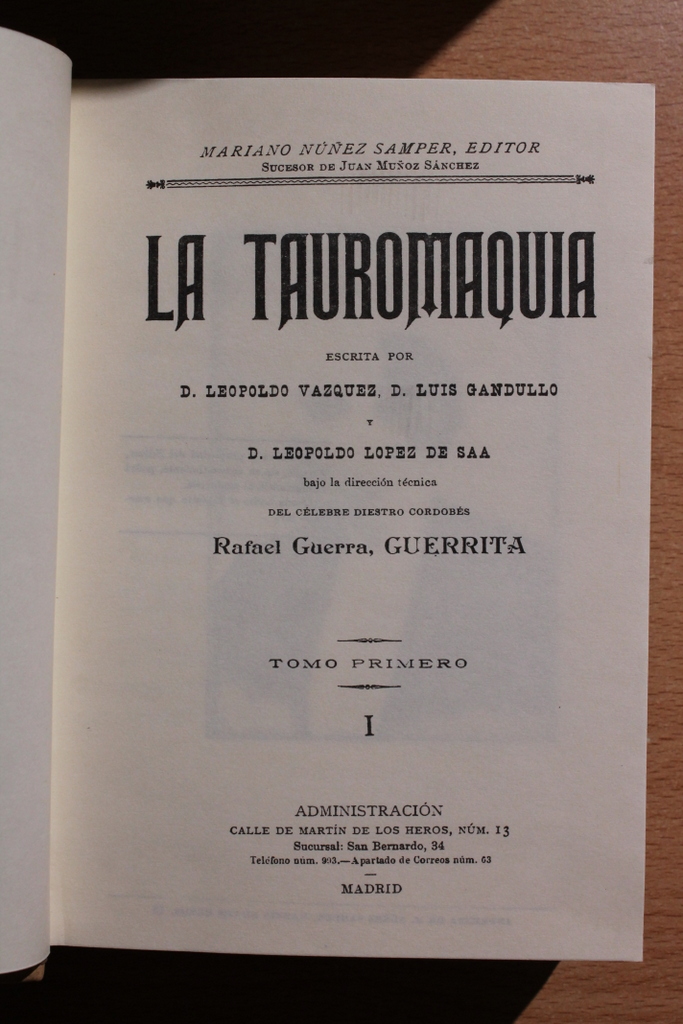 MARIANO NÚÑEZ SAMPER, EDITOR
SUCESOR DE JUAN MUÑOZ SÁNCHEZ
LA TAUROMAQUIA
ESCRITA POR
D. LEOPOLDO VAZQUEZ, D. LUIS GANDULLO
Y
D. LEOPOLDO LOPEZ DE SAA
bajo la dirección técnica
DEL CÉLEBRE DIESTRO CORDOBÉS
Rafael Guerra, GUERRITA
TOMO PRIMERO
I
ADMINISTRACIÓN
CALLE DE MARTÍN DE LOS HEROS, NÚM. 13
Sucursal: San Bernardo, 34
Teléfono núm. 993.—Apartado de Correos núm. 63
MADRID